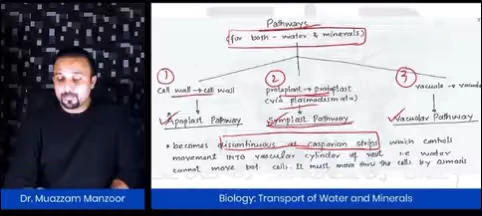 Pathways
(for both - water & minerals)
① ② ③
cell wall → cell wall
protoplast → protoplast
(via plasmodesmata)
vacuole → vacuole
Apoplast Pathway
Symplast Pathway
Vacuolar Pathway
* becomes discontinuous at casparian strips which controls
movement INTO vascular cylinder of root i.e water
cannot move bet. cells. It must move thru the cells by osmosis
Dr. Muazzam Manzoor
Biology: Transport of Water and Minerals